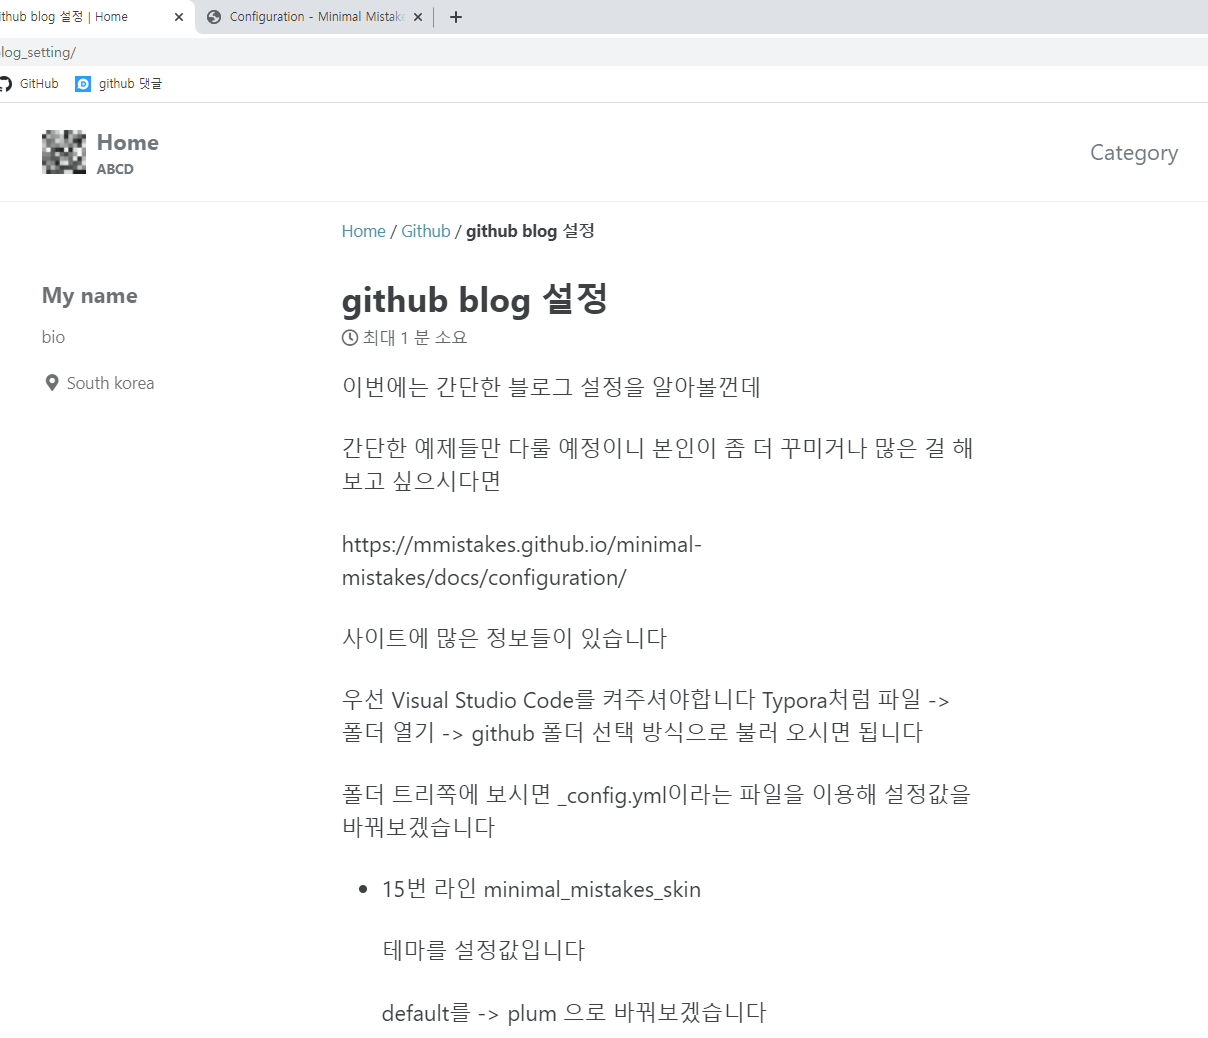 thub blog 설정 | Home
Configuration - Minimal Mistake
log_setting/
GitHub
github 댓글
Home
ABCD
Category
Home / Github / github blog 설정
My name
bio
South korea
github blog 설정
최대 1 분 소요
이번에는 간단한 블로그 설정을 알아볼껀데
간단한 예제들만 다룰 예정이니 본인이 좀 더 꾸미거나 많은 걸 해
보고 싶으시다면
https://mmistakes.github.io/minimal-
mistakes/docs/configuration/
사이트에 많은 정보들이 있습니다
우선 Visual Studio Code를 켜주셔야합니다 Typora처럼 파일 ->
폴더 열기 -> github 폴더 선택 방식으로 불러 오시면 됩니다
폴더 트리쪽에 보시면 _config.yml이라는 파일을 이용해 설정값을
바꿔보겠습니다
• 15번 라인 minimal_mistakes_skin
테마를 설정값입니다
default를 -> plum 으로 바꿔보겠습니다